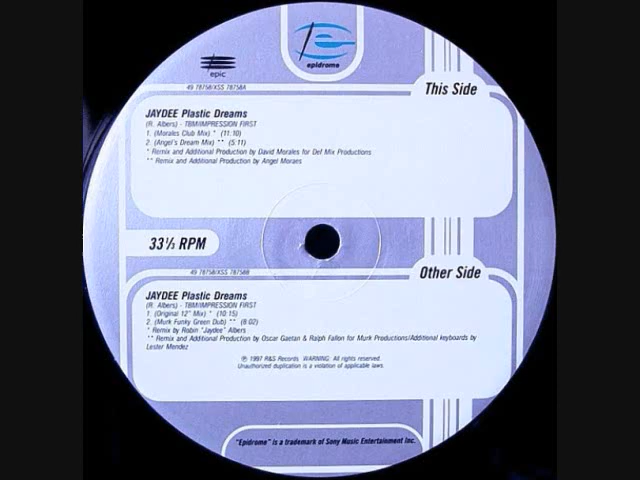 epic
epidrome
49 78758/XSS 78758A
This Side
JAYDEE Plastic Dreams
(R. Albers) - TBM/IMPRESSION FIRST
1. (Morales Club Mix) * (11:10)
2. (Angel's Dream Mix) ** (5:11)
* Remix and Additional Production by David Morales for Def Mix Productions
** Remix and Additional Production by Angel Moraes
33⅓ RPM
49 78758/XSS 78758B
Other Side
JAYDEE Plastic Dreams
(R. Albers) - TBM/IMPRESSION FIRST
1. (Original 12" Mix) * (10:15)
2. (Murk Funky Green Dub) ** (8:02)
* Remix by Robin "Jaydee" Albers
** Remix and Additional Production by Oscar Gaetan & Ralph Fallon for Murk Productions/Additional keyboards by
Lester Mendez
℗ 1997 R&S Records WARNING: All rights reserved.
Unauthorized duplication is a violation of applicable laws.
"Epidrome" is a trademark of Sony Music Entertainment Inc.